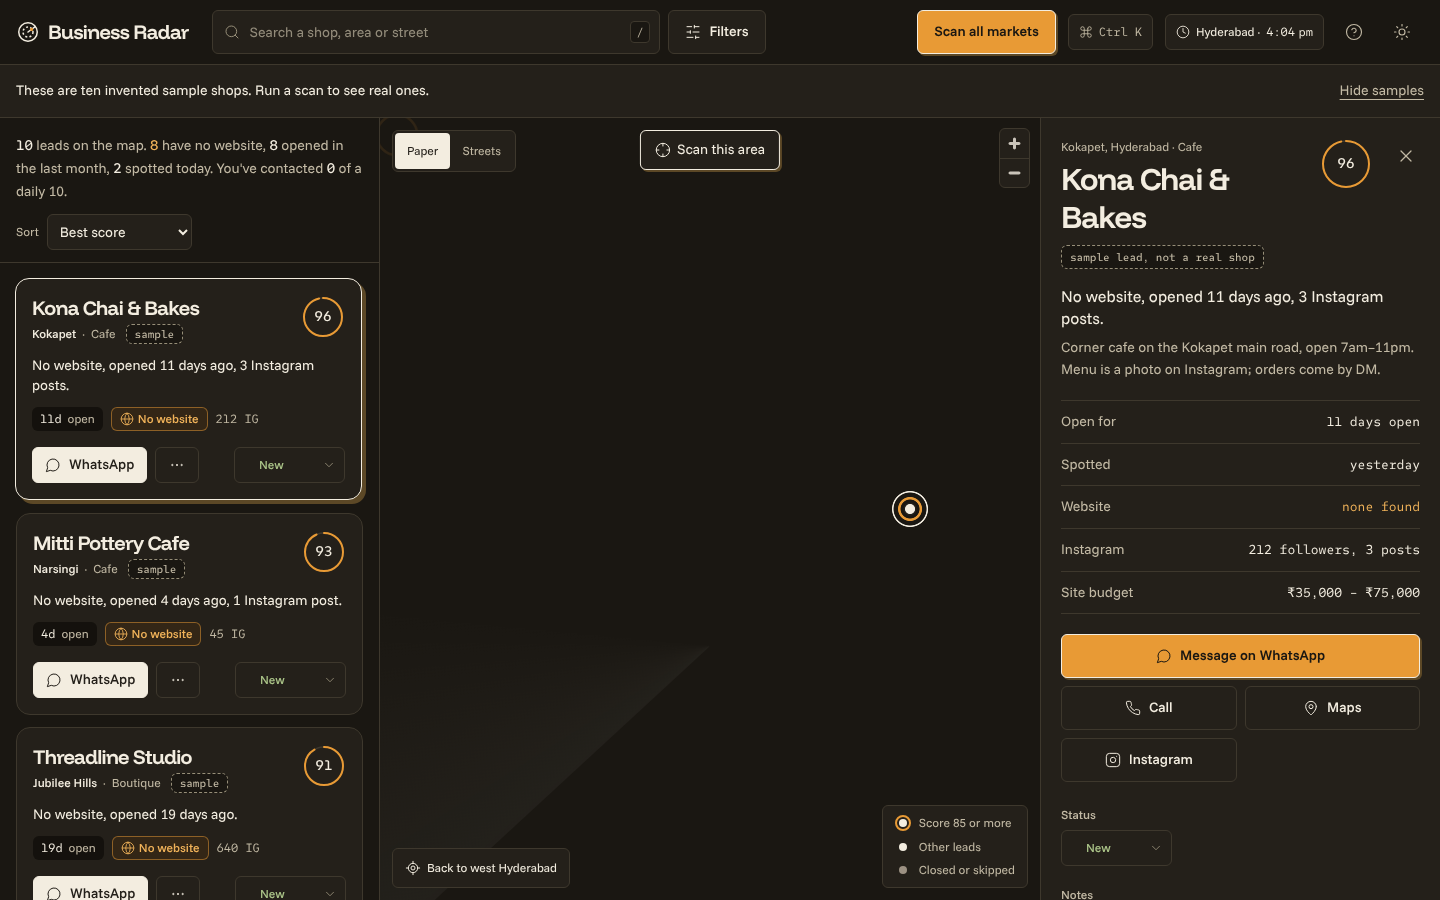 Business Radar
Search a shop, area or street
/
Filters
Scan all markets
⌘ Ctrl K
Hyderabad · 4:04 pm
These are ten invented sample shops. Run a scan to see real ones.
Hide samples
10 leads on the map. 8 have no website, 8 opened in
the last month, 2 spotted today. You've contacted 0 of a
daily 10.
Sort
Best score
Kona Chai & Bakes
96
Kokapet · Cafe
sample
No website, opened 11 days ago, 3 Instagram
posts.
11d open
No website
212 IG
WhatsApp
···
New
Mitti Pottery Cafe
93
Narsingi · Cafe
sample
No website, opened 4 days ago, 1 Instagram post.
4d open
No website
45 IG
WhatsApp
···
New
Threadline Studio
91
Jubilee Hills · Boutique
sample
No website, opened 19 days ago.
19d open
No website
640 IG
WhatsApp
···
New
Paper
Streets
Scan this area
+
−
Back to west Hyderabad
Score 85 or more
Other leads
Closed or skipped
Kokapet, Hyderabad · Cafe
96
Kona Chai &
Bakes
sample lead, not a real shop
No website, opened 11 days ago, 3 Instagram
posts.
Corner cafe on the Kokapet main road, open 7am–11pm.
Menu is a photo on Instagram; orders come by DM.
Open for
11 days open
Spotted
yesterday
Website
none found
Instagram
212 followers, 3 posts
Site budget
₹35,000 – ₹75,000
Message on WhatsApp
Call
Maps
Instagram
Status
New
Notes